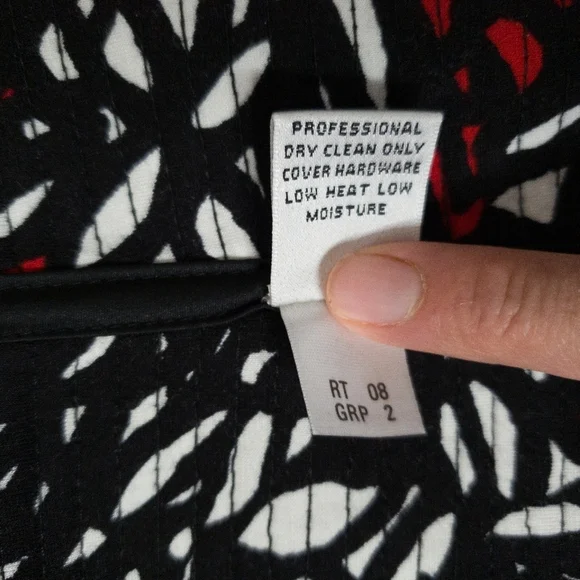 PROFESSIONAL
DRY CLEAN ONLY
COVER HARDWARE
LOW HEAT LOW
MOISTURE
RT 08
GRP 2